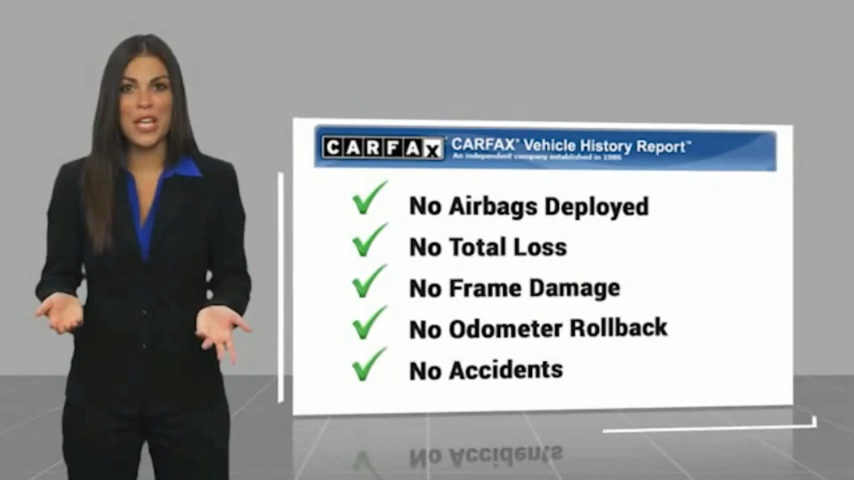 CARFAX CARFAX™ Vehicle History Report™
An independent company established in 1986
No Airbags Deployed
No Total Loss
No Frame Damage
No Odometer Rollback
No Accidents
No Accidents